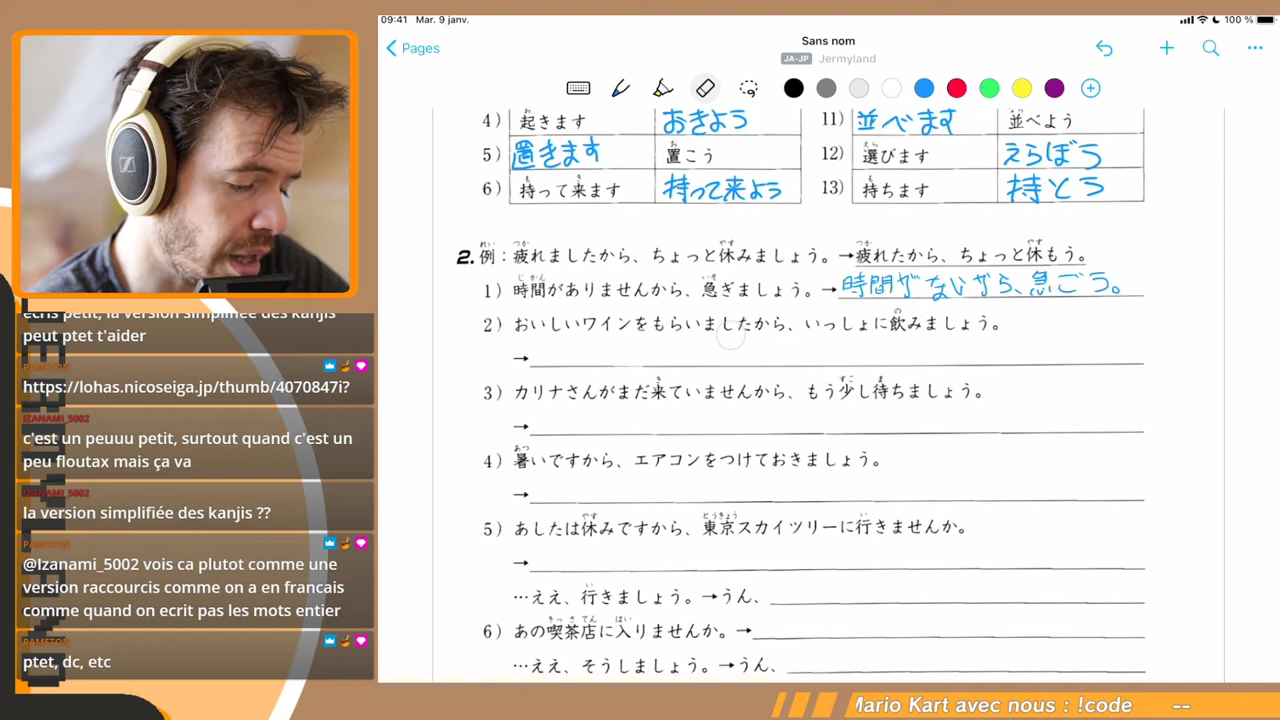 09:41 Mar. 9 janv.
100 %
Pages
Sans nom
JA-JP Jermyland
4) 起きます おきよう 11) 並べます 並べよう
5) 置きます 置こう 12) 選びます えらぼう
6) 持って来ます 持って来よう 13) 持ちます 持とう
2. 例：疲れましたから、ちょっと休みましょう。→疲れたから、ちょっと休もう。
1) 時間がありませんから、急ぎましょう。→時間がないから、急ごう。
2) おいしいワインをもらいましたから、いっしょに飲みましょう。
→
3) カリナさんがまだ来ていませんから、もう少し待ちましょう。
→
4) 暑いですから、エアコンをつけておきましょう。
→
5) あしたは休みですから、東京スカイツリーに行きませんか。
→
…ええ、行きましょう。→うん、
6) あの喫茶店に入りませんか。→
…ええ、そうしましょう。→うん、
ecris petit, la version simplifiée des kanjis
peut ptet t'aider
PAMETON
https://lohas.nicoseiga.jp/thumb/4070847i?
IZANAMI_5002
c'est un peuuu petit, surtout quand c'est un
peu floutax mais ça va
IZANAMI_5002
la version simplifiée des kanjis ??
PAMETON
@Izanami_5002 vois ca plutot comme une
version raccourcis comme on a en francais
comme quand on ecrit pas les mots entier
PAMETON
ptet, dc, etc
Mario Kart avec nous : !code --